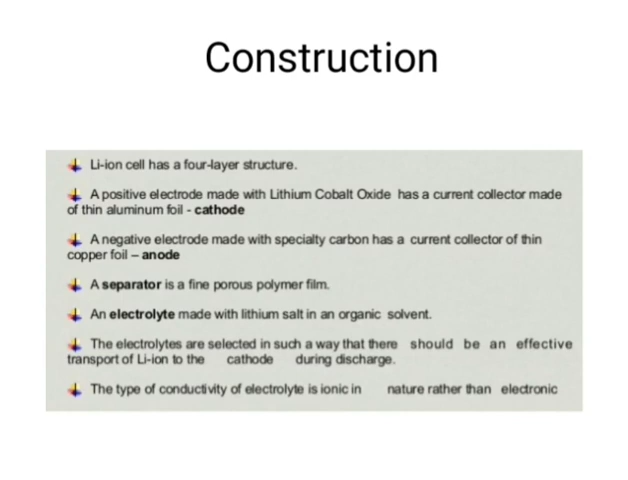 Construction
Li-ion cell has a four-layer structure.
A positive electrode made with Lithium Cobalt Oxide has a current collector made
of thin aluminum foil - cathode
A negative electrode made with specialty carbon has a current collector of thin
copper foil – anode
A separator is a fine porous polymer film.
An electrolyte made with lithium salt in an organic solvent.
The electrolytes are selected in such a way that there should be an effective
transport of Li-ion to the cathode during discharge.
The type of conductivity of electrolyte is ionic in nature rather than electronic